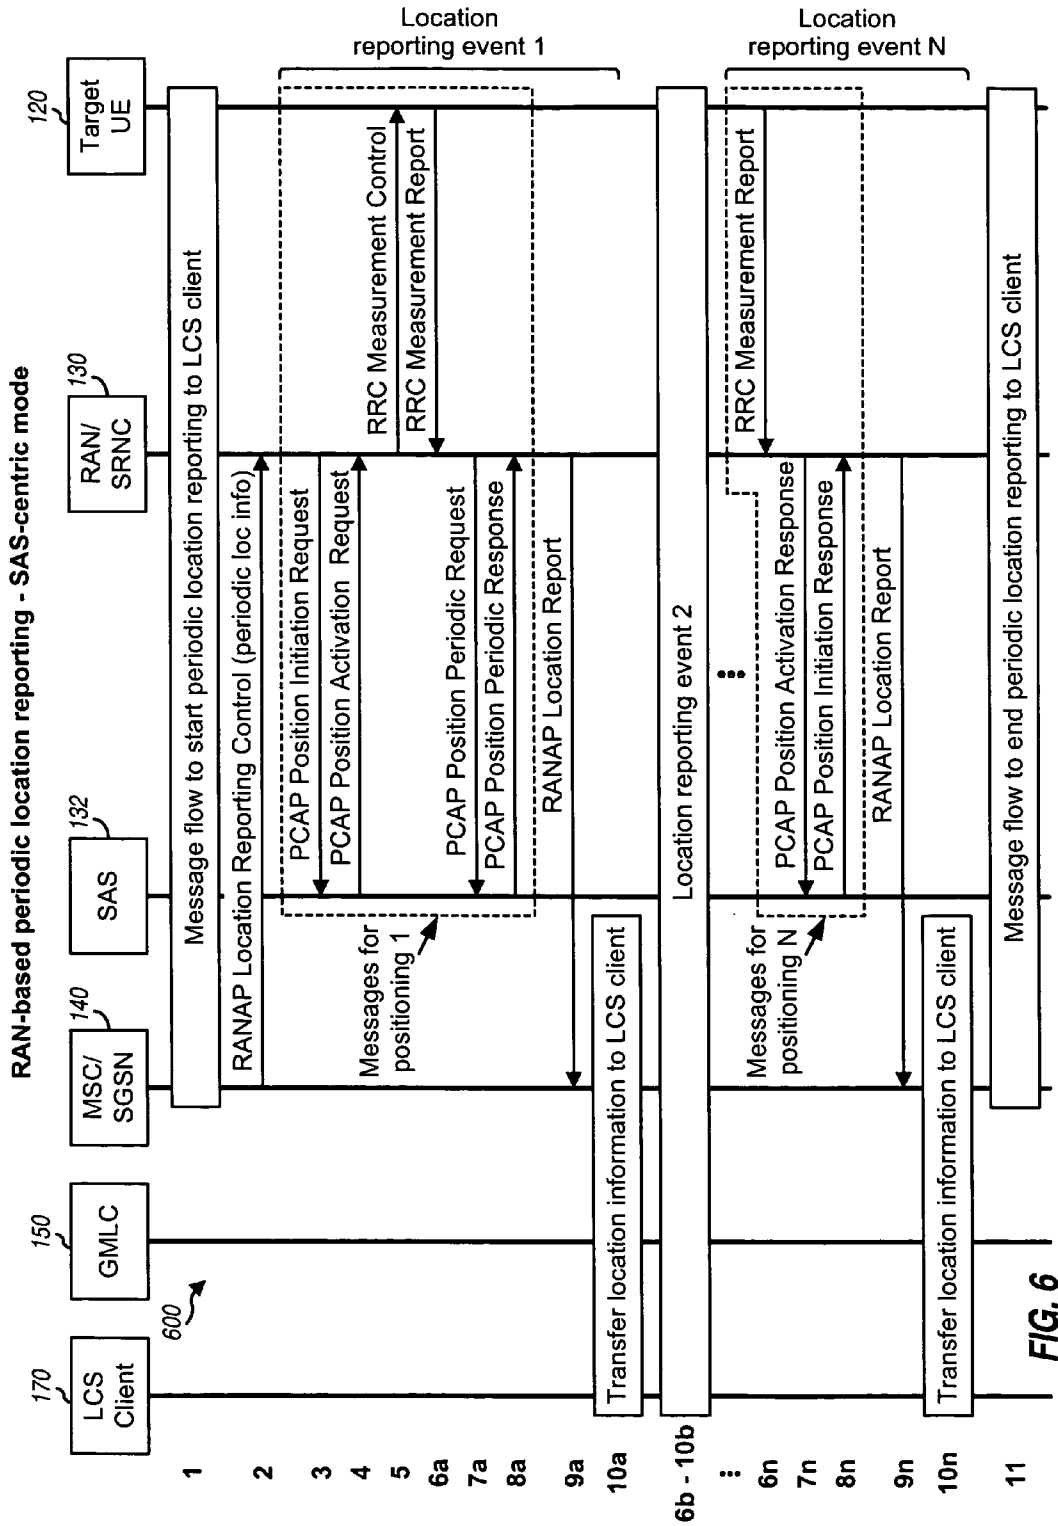 RAN-based periodic location reporting - SAS-centric mode
170
LCS
Client
150
GMLC
140
MSC/
SGSN
132
SAS
130
RAN/
SRNC
120
Target
UE
600
1
Message flow to start periodic location reporting to LCS client
2
RANAP Location Reporting Control (periodic loc info)
Location
reporting event 1
3
PCAP Position Initiation Request
4
PCAP Position Activation Request
5
RRC Measurement Control
6a
RRC Measurement Report
Messages for
positioning 1
7a
PCAP Position Periodic Request
8a
PCAP Position Periodic Response
9a
RANAP Location Report
10a
Transfer location information to LCS client
6b - 10b
Location reporting event 2
⋮
⋮
Location
reporting event N
6n
RRC Measurement Report
Messages for
positioning N
PCAP Position Activation Response
7n
8n
PCAP Position Initiation Response
9n
RANAP Location Report
10n
Transfer location information to LCS client
11
Message flow to end periodic location reporting to LCS client
FIG. 6